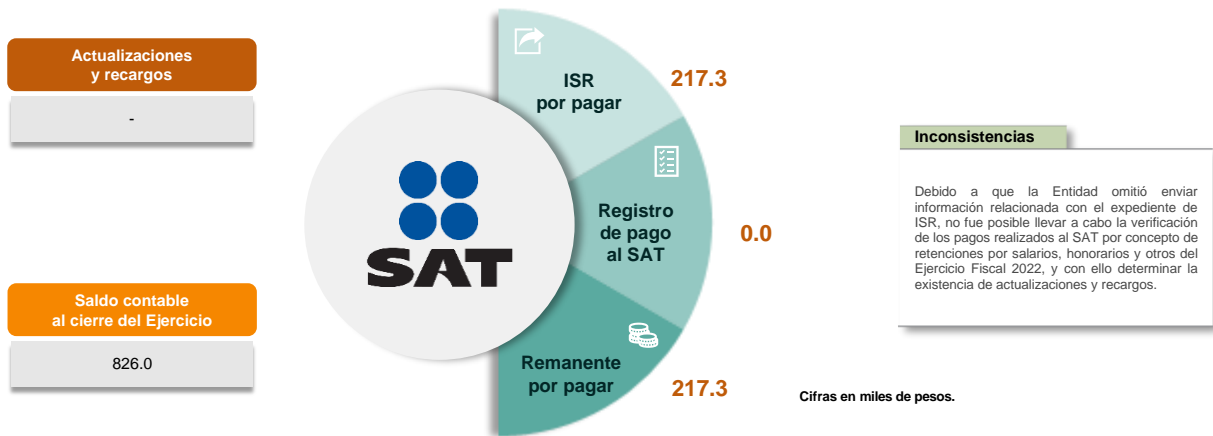 Actualizaciones
y recargos
-
Saldo contable
al cierre del Ejercicio
826.0
SAT
ISR
por pagar
217.3
Registro
de pago
al SAT
0.0
Remanente
por pagar
217.3
Inconsistencias
Debido a que la Entidad omitió enviar
información relacionada con el expediente de
ISR, no fue posible llevar a cabo la verificación
de los pagos realizados al SAT por concepto de
retenciones por salarios, honorarios y otros del
Ejercicio Fiscal 2022, y con ello determinar la
existencia de actualizaciones y recargos.
Cifras en miles de pesos.